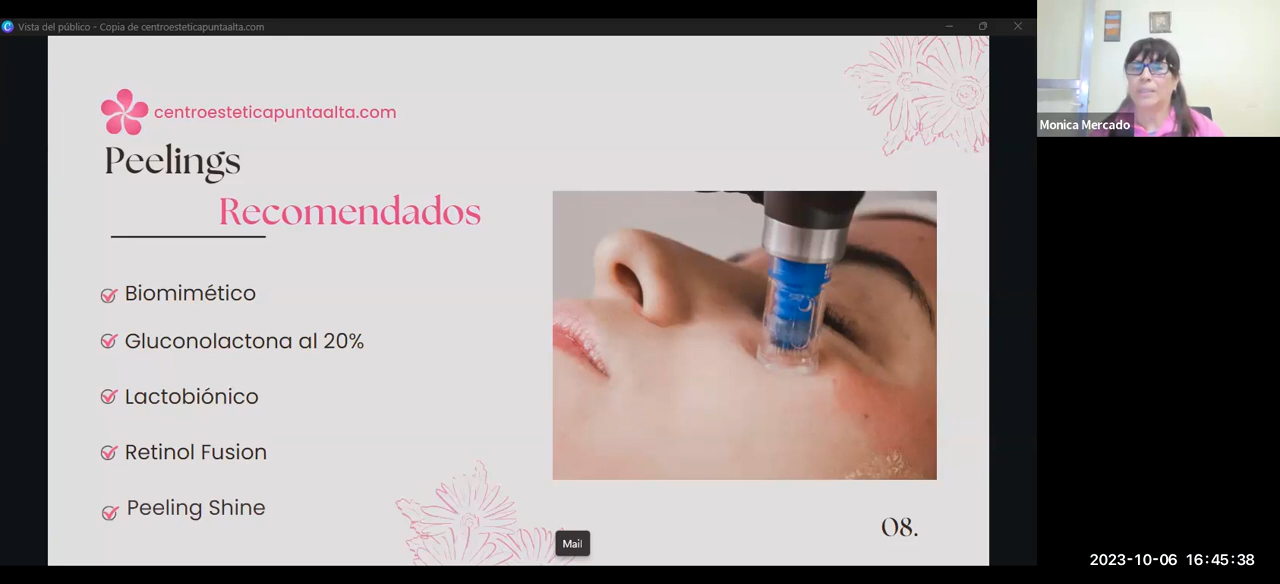 Vista del público - Copia de centroesteticapuntaalta.com
centroesteticapuntaalta.com
Peelings
Recomendados
Biomimético
Gluconolactona al 20%
Lactobiónico
Retinol Fusion
Peeling Shine
08.
Mail
Monica Mercado
2023-10-06 16:45:38